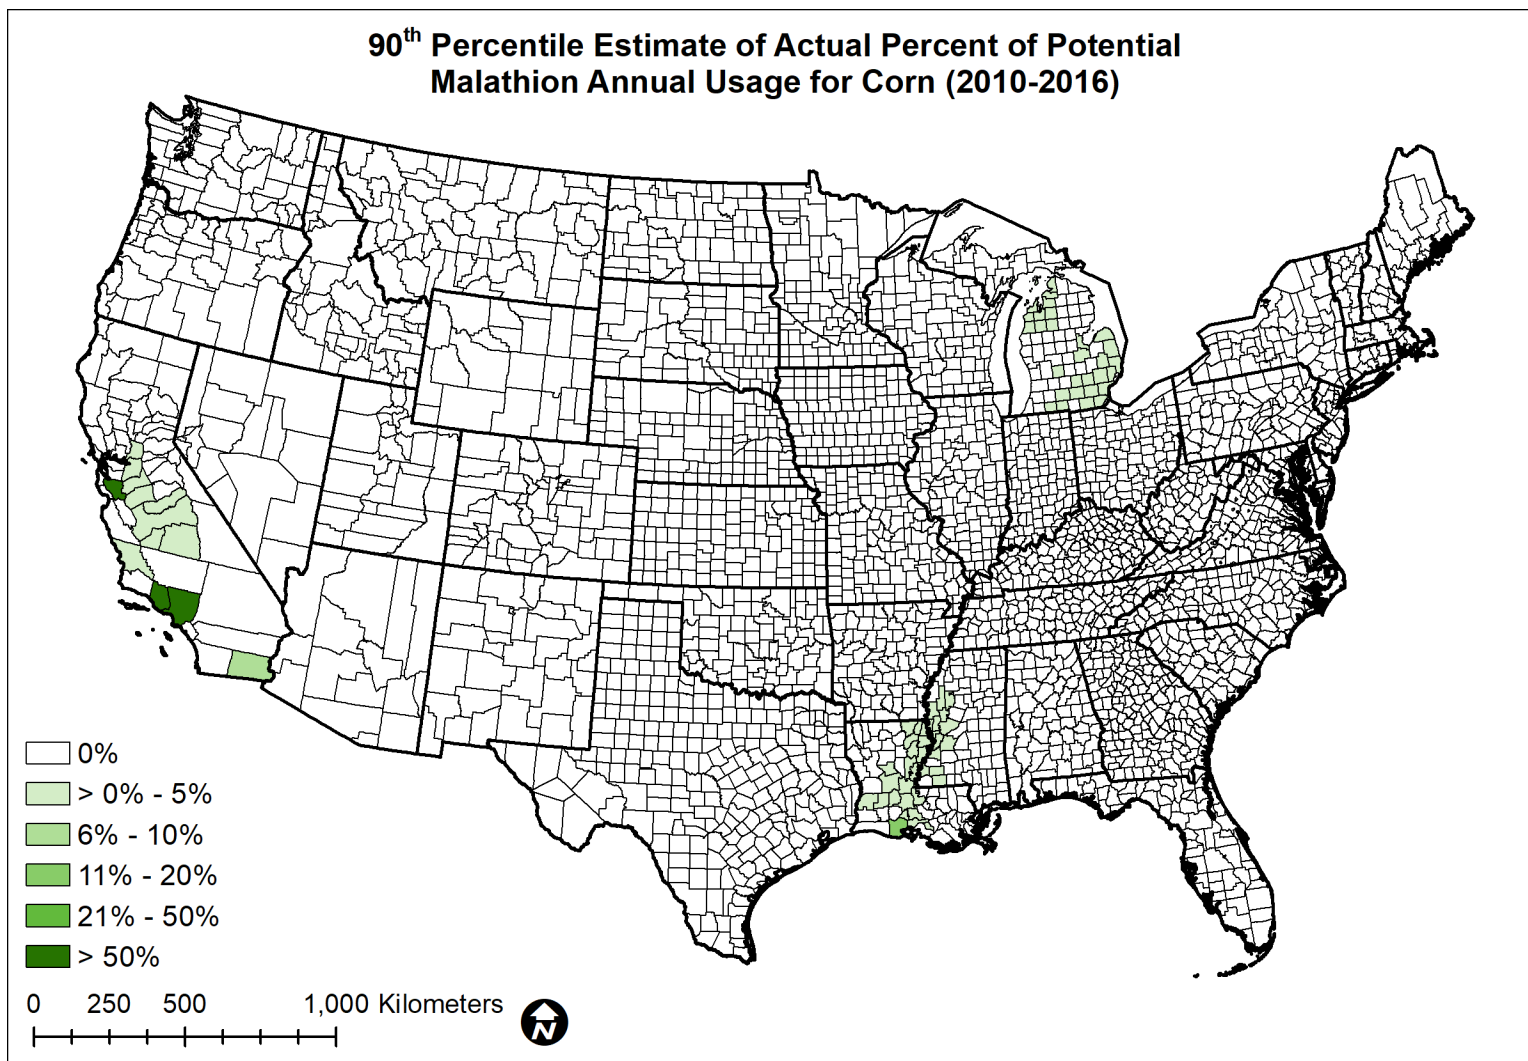 90th Percentile Estimate of Actual Percent of Potential
Malathion Annual Usage for Corn (2010-2016)
0%
> 0% - 5%
6% - 10%
11% - 20%
21% - 50%
> 50%
0 250 500 1,000 Kilometers
N